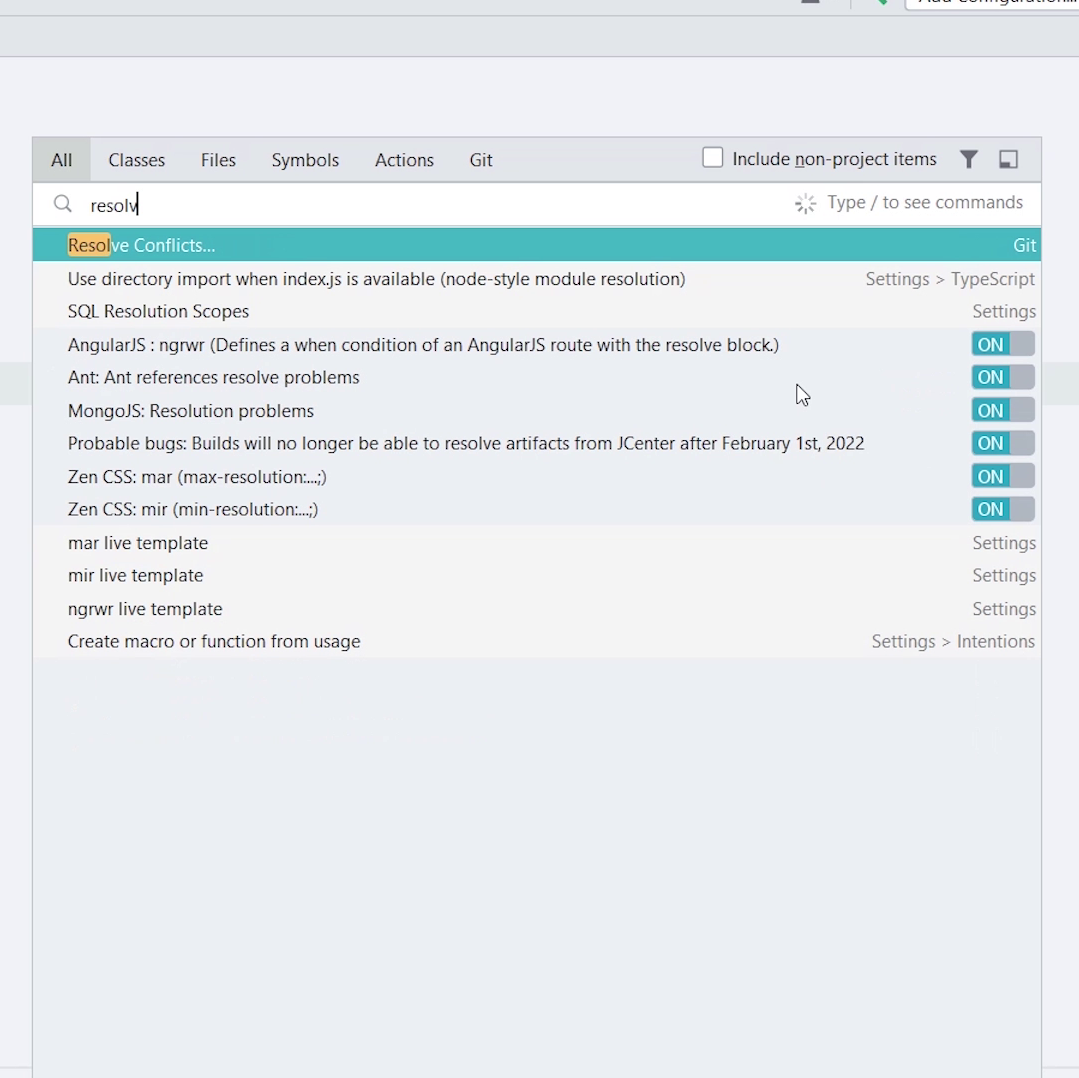 Add Configuration...
All Classes Files Symbols Actions Git Include non-project items
resolv Type / to see commands
Resolve Conflicts... Git
Use directory import when index.js is available (node-style module resolution) Settings > TypeScript
SQL Resolution Scopes Settings
AngularJS : ngrwr (Defines a when condition of an AngularJS route with the resolve block.) ON
Ant: Ant references resolve problems ON
MongoJS: Resolution problems ON
Probable bugs: Builds will no longer be able to resolve artifacts from JCenter after February 1st, 2022 ON
Zen CSS: mar (max-resolution:...;) ON
Zen CSS: mir (min-resolution:...;) ON
mar live template Settings
mir live template Settings
ngrwr live template Settings
Create macro or function from usage Settings > Intentions